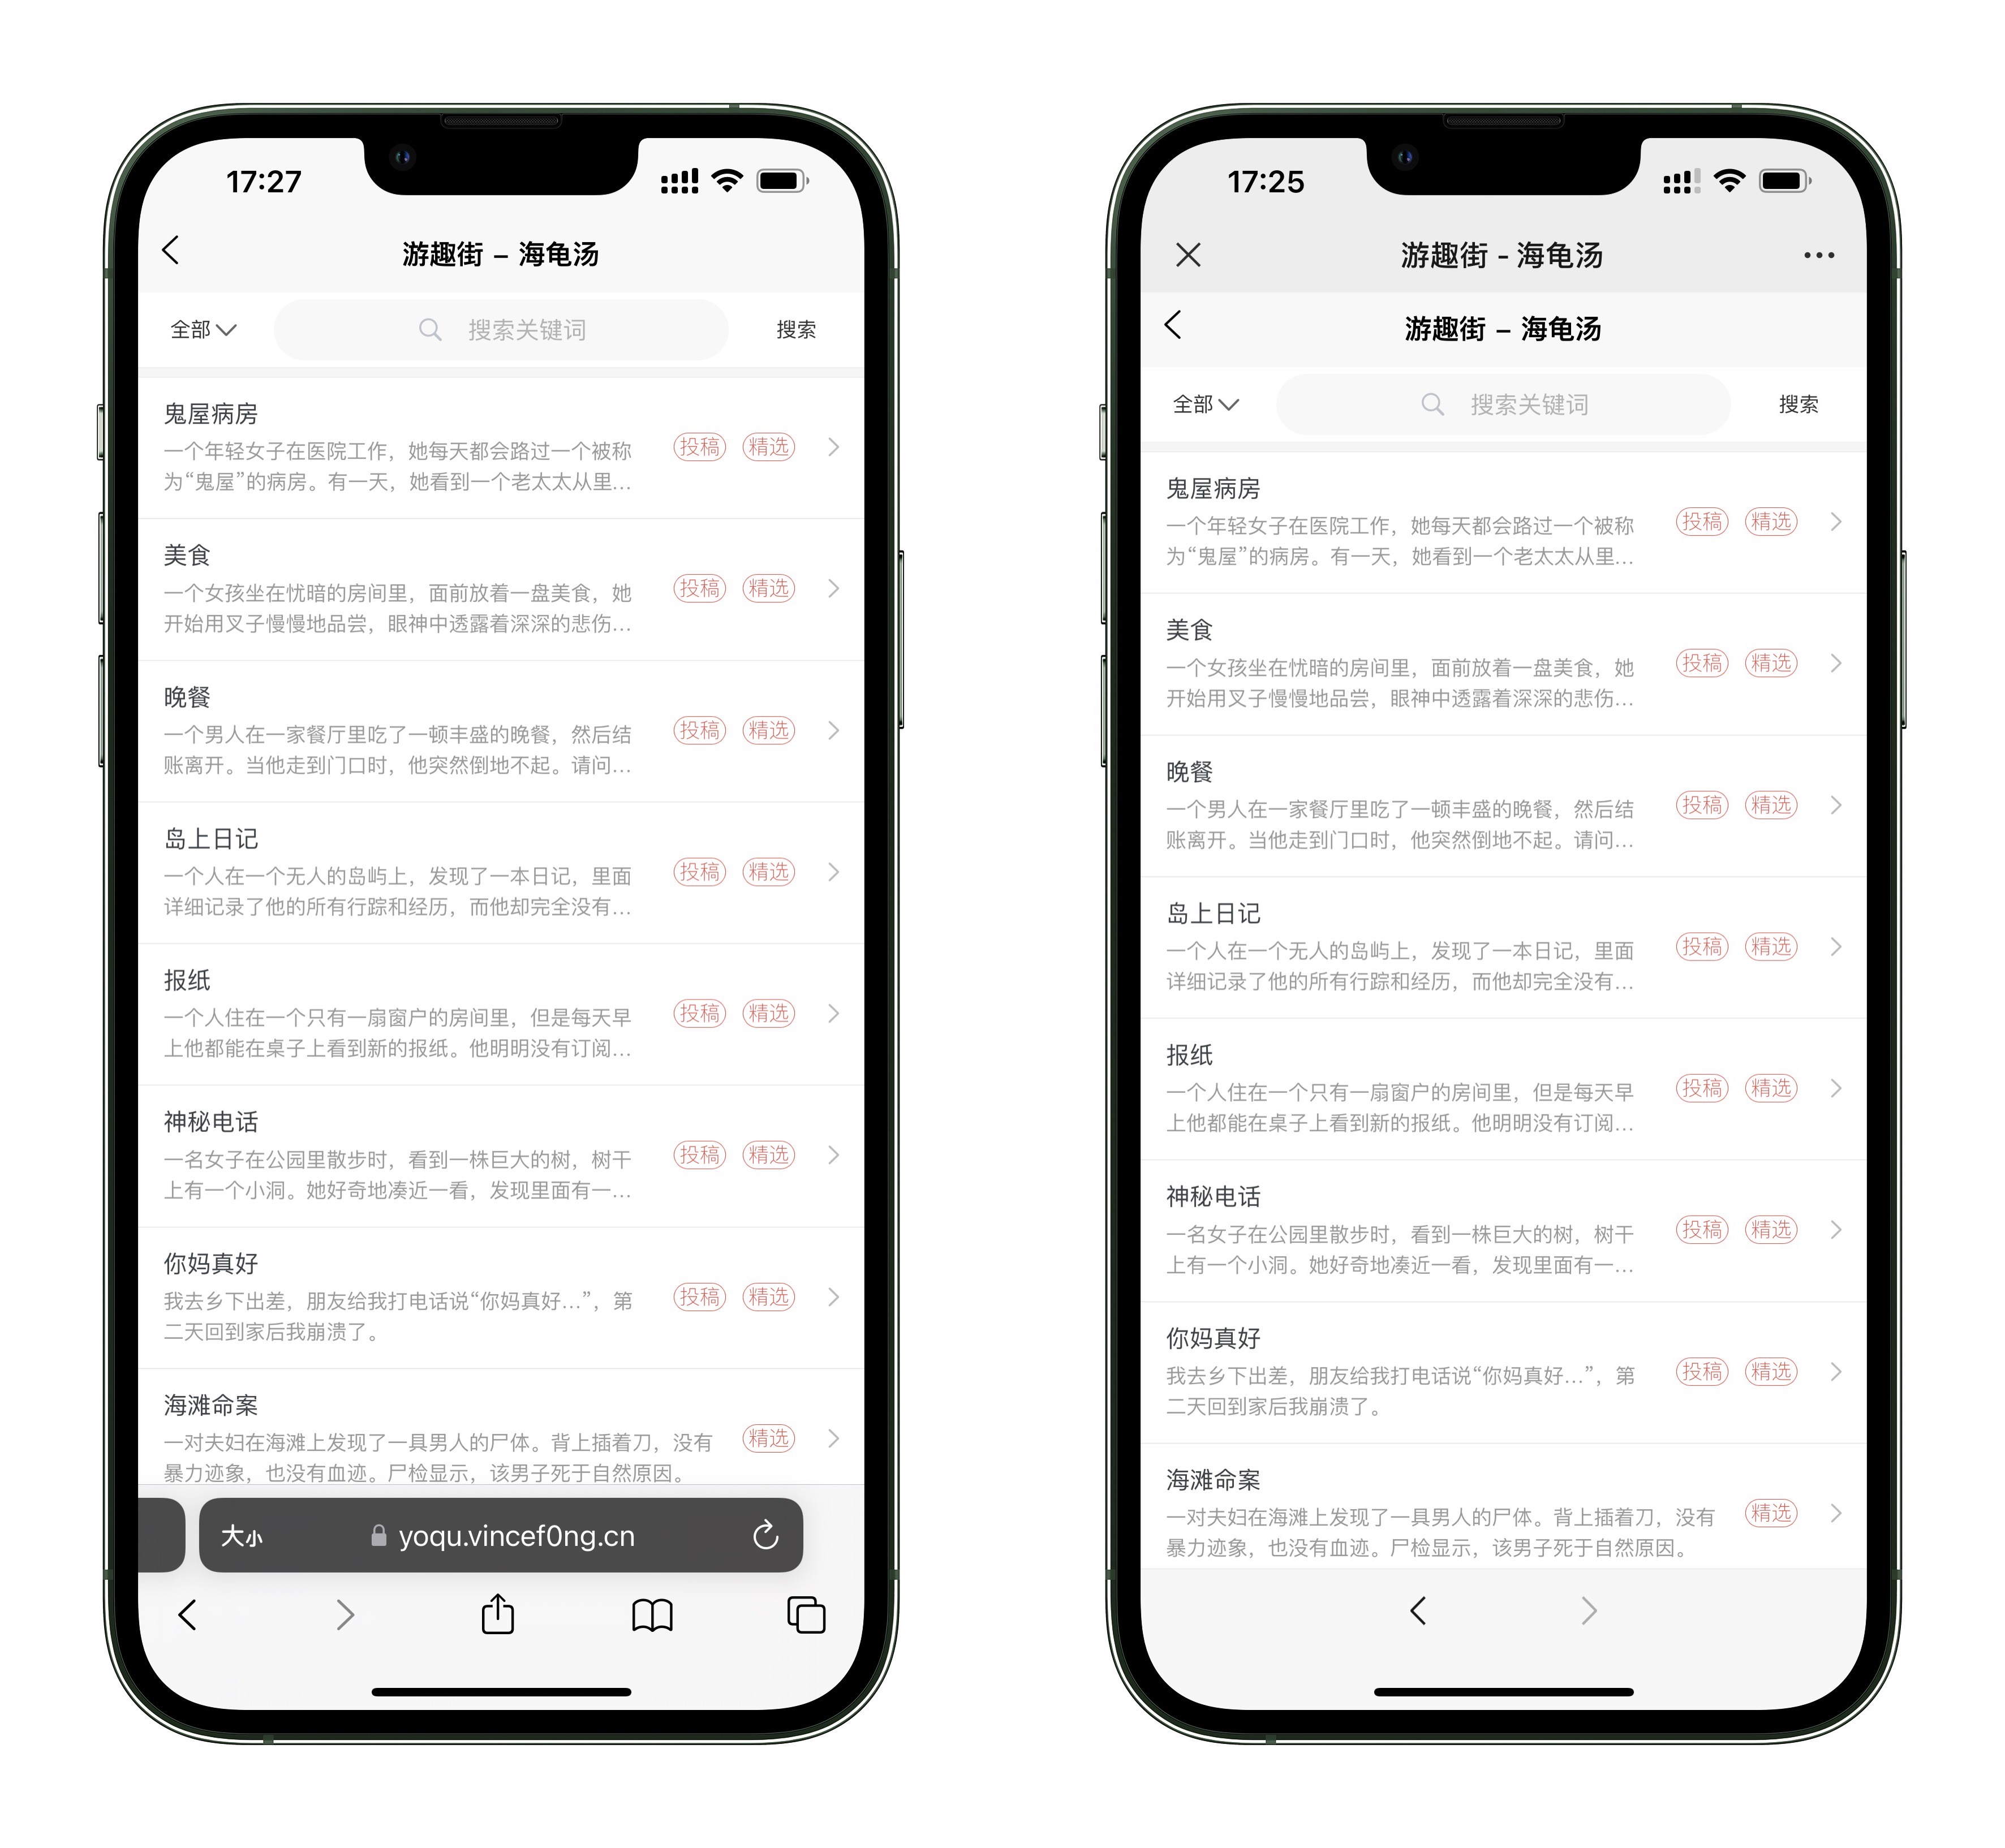 17:27
游趣街 – 海龟汤
全部
搜索关键词
搜索
鬼屋病房
一个年轻女子在医院工作，她每天都会路过一个被称
为“鬼屋”的病房。有一天，她看到一个老太太从里...
投稿 精选
美食
一个女孩坐在忧暗的房间里，面前放着一盘美食，她
开始用叉子慢慢地品尝，眼神中透露着深深的悲伤...
投稿 精选
晚餐
一个男人在一家餐厅里吃了一顿丰盛的晚餐，然后结
账离开。当他走到门口时，他突然倒地不起。请问...
投稿 精选
岛上日记
一个人在一个无人的岛屿上，发现了一本日记，里面
详细记录了他的所有行踪和经历，而他却完全没有...
投稿 精选
报纸
一个人住在一个只有一扇窗户的房间里，但是每天早
上他都能在桌子上看到新的报纸。他明明没有订阅...
投稿 精选
神秘电话
一名女子在公园里散步时，看到一株巨大的树，树干
上有一个小洞。她好奇地凑近一看，发现里面有一...
投稿 精选
你妈真好
我去乡下出差，朋友给我打电话说“你妈真好...”，第
二天回到家后我崩溃了。
投稿 精选
海滩命案
一对夫妇在海滩上发现了一具男人的尸体。背上插着刀，没有
暴力迹象，也没有血迹。尸检显示，该男子死于自然原因。
精选
大小
yoqu.vincef0ng.cn
17:25
游趣街 - 海龟汤
游趣街 – 海龟汤
全部
搜索关键词
搜索
鬼屋病房
一个年轻女子在医院工作，她每天都会路过一个被称
为“鬼屋”的病房。有一天，她看到一个老太太从里...
投稿 精选
美食
一个女孩坐在忧暗的房间里，面前放着一盘美食，她
开始用叉子慢慢地品尝，眼神中透露着深深的悲伤...
投稿 精选
晚餐
一个男人在一家餐厅里吃了一顿丰盛的晚餐，然后结
账离开。当他走到门口时，他突然倒地不起。请问...
投稿 精选
岛上日记
一个人在一个无人的岛屿上，发现了一本日记，里面
详细记录了他的所有行踪和经历，而他却完全没有...
投稿 精选
报纸
一个人住在一个只有一扇窗户的房间里，但是每天早
上他都能在桌子上看到新的报纸。他明明没有订阅...
投稿 精选
神秘电话
一名女子在公园里散步时，看到一株巨大的树，树干
上有一个小洞。她好奇地凑近一看，发现里面有一...
投稿 精选
你妈真好
我去乡下出差，朋友给我打电话说“你妈真好...”，第
二天回到家后我崩溃了。
投稿 精选
海滩命案
一对夫妇在海滩上发现了一具男人的尸体。背上插着刀，没有
暴力迹象，也没有血迹。尸检显示，该男子死于自然原因。
精选